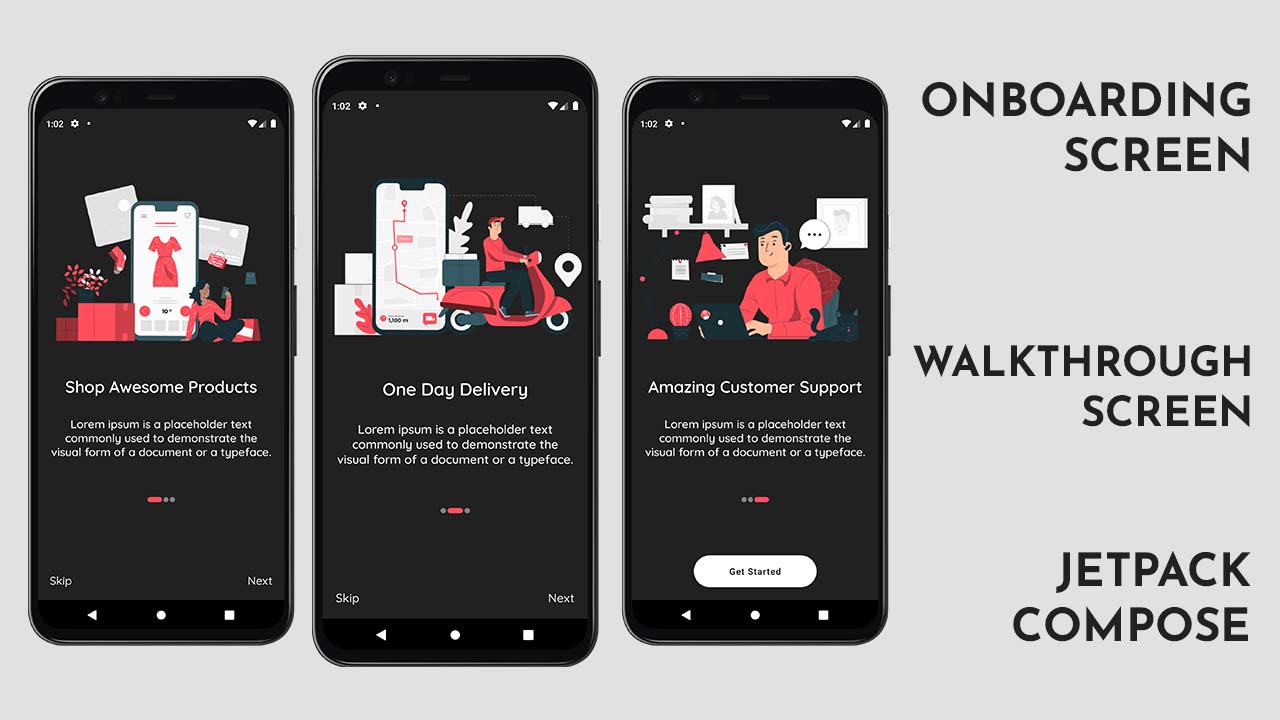 1:02
10 $
Shop Awesome Products
Lorem ipsum is a placeholder text
commonly used to demonstrate the
visual form of a document or a typeface.
Skip
Next
1:02
1,100 m
One Day Delivery
Lorem ipsum is a placeholder text
commonly used to demonstrate the
visual form of a document or a typeface.
Skip
Next
1:02
Amazing Customer Support
Lorem ipsum is a placeholder text
commonly used to demonstrate the
visual form of a document or a typeface.
Get Started
ONBOARDING
SCREEN
WALKTHROUGH
SCREEN
JETPACK
COMPOSE